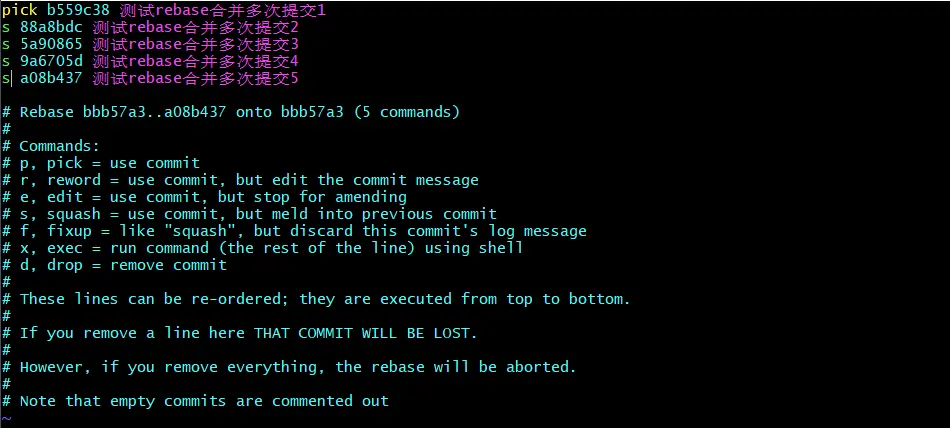 pick b559c38 测试rebase合并多次提交1
s 88a8bdc 测试rebase合并多次提交2
s 5a90865 测试rebase合并多次提交3
s 9a6705d 测试rebase合并多次提交4
s a08b437 测试rebase合并多次提交5
# Rebase bbb57a3..a08b437 onto bbb57a3 (5 commands)
#
# Commands:
# p, pick = use commit
# r, reword = use commit, but edit the commit message
# e, edit = use commit, but stop for amending
# s, squash = use commit, but meld into previous commit
# f, fixup = like "squash", but discard this commit's log message
# x, exec = run command (the rest of the line) using shell
# d, drop = remove commit
#
# These lines can be re-ordered; they are executed from top to bottom.
#
# If you remove a line here THAT COMMIT WILL BE LOST.
#
# However, if you remove everything, the rebase will be aborted.
#
# Note that empty commits are commented out
~